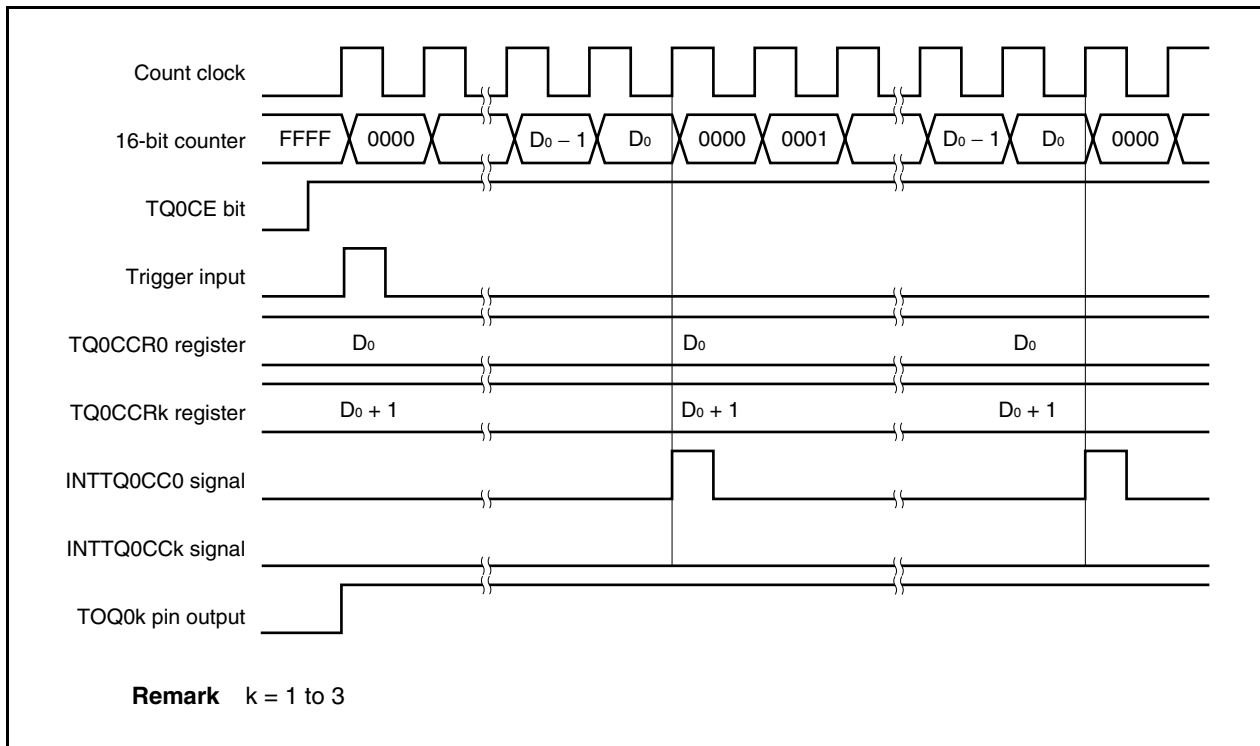 Count clock
16-bit counter FFFF 0000 D0 − 1 D0 0000 0001 D0 − 1 D0 0000
TQ0CE bit
Trigger input
TQ0CCR0 register D0 D0 D0
TQ0CCRk register D0 + 1 D0 + 1 D0 + 1
INTTQ0CC0 signal
INTTQ0CCk signal
TOQ0k pin output
Remark k = 1 to 3